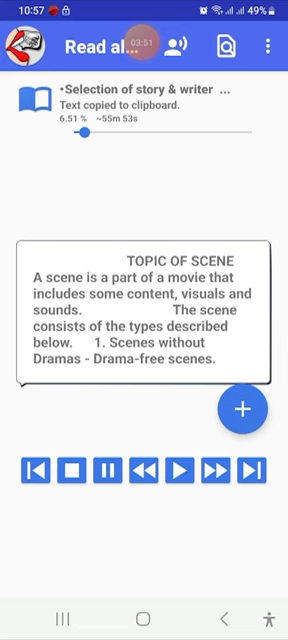 10:57
49%
Read al...
03:51
•Selection of story & writer ...
Text copied to clipboard.
6.51 % ~55m 53s
TOPIC OF SCENE
A scene is a part of a movie that
includes some content, visuals and
sounds. The scene
consists of the types described
below. 1. Scenes without
Dramas - Drama-free scenes.